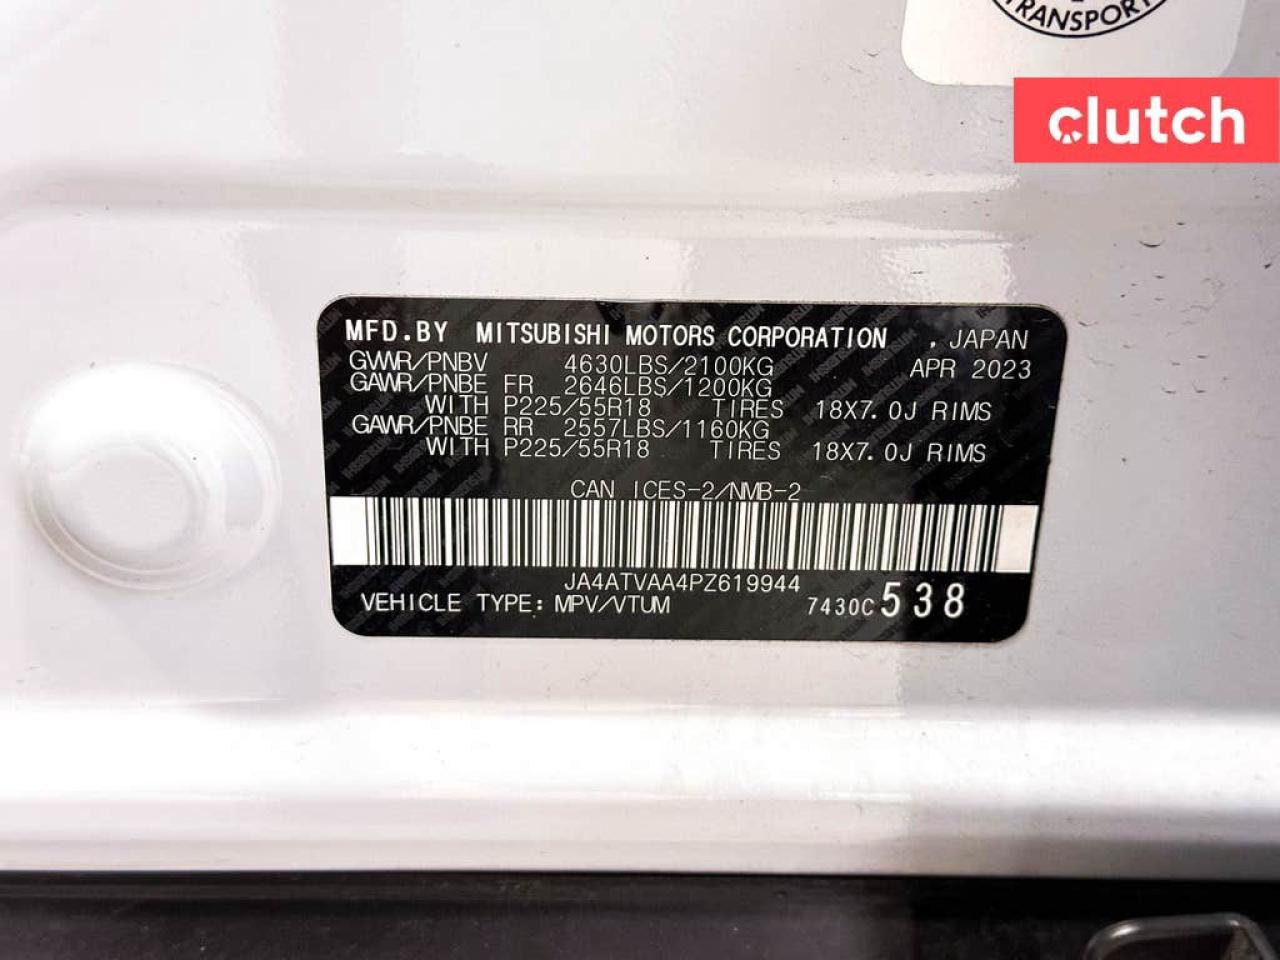 TRANSPORT
clutch
MFD.BY MITSUBISHI MOTORS CORPORATION , JAPAN
GVWR/PNBV 4630LBS/2100KG APR 2023
GAWR/PNBE FR 2646LBS/1200KG
WITH P225/55R18 TIRES 18X7.0J RIMS
GAWR/PNBE RR 2557LBS/1160KG
WITH P225/55R18 TIRES 18X7.0J RIMS
CAN ICES-2/NMB-2
JA4ATVAA4PZ619944
VEHICLE TYPE: MPV/VTUM 7430C 538